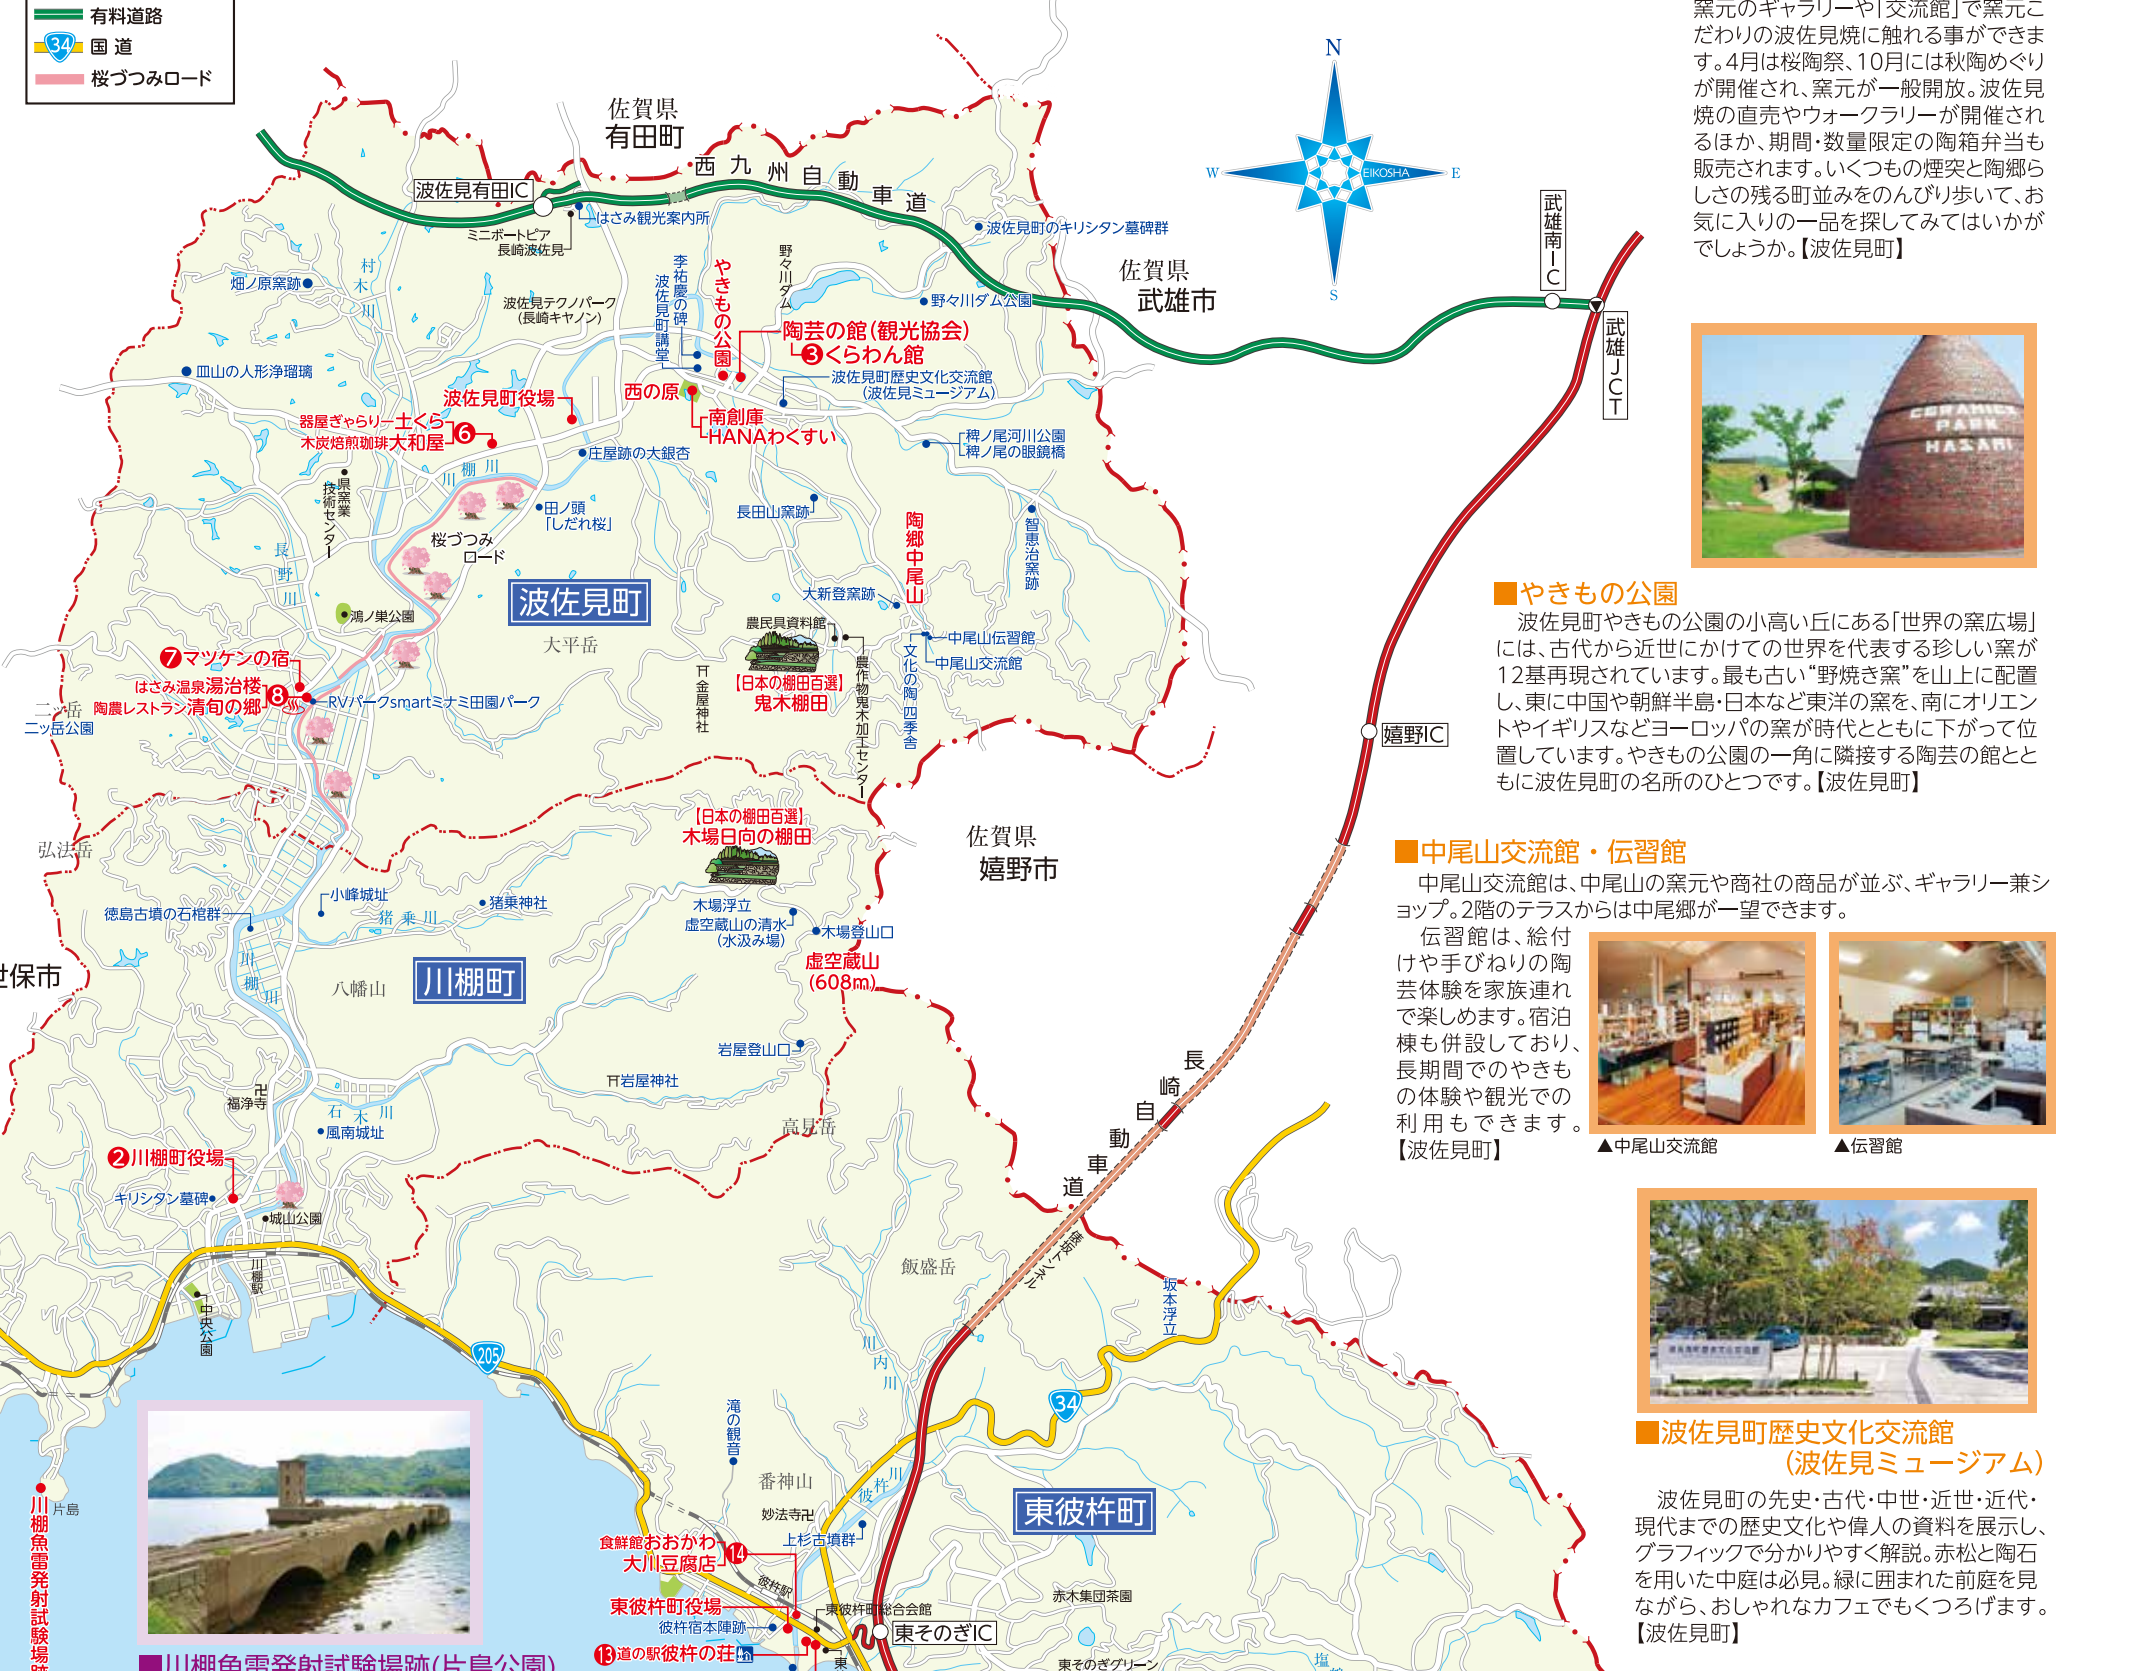 有料道路
34
国道
桜づつみロード
佐賀県
有田町
西九州自動車道
波佐見有田IC
はさみ観光案内所
ミニボートピア
長崎波佐見
波佐見町のキリシタン墓碑群
佐賀県
武雄市
N
W
EIKOSHA
E
S
武雄南IC
武雄JCT
村木川
畑ノ原窯跡
波佐見テクノパーク
(長崎キヤノン)
李祐慶の碑
波佐見町講堂
やきもの公園
野々川ダム
野々川ダム公園
陶芸の館(観光協会)
3くらわん館
皿山の人形浄瑠璃
波佐見町歴史文化交流館
(波佐見ミュージアム)
波佐見町役場
西の原
南創庫
HANAわくすい
器屋ぎゃらりー土くら
木炭焙煎珈琲大和屋
6
稗ノ尾河川公園
稗ノ尾の眼鏡橋
庄屋跡の大銀杏
川棚川
県窯業
技術センター
田ノ頭
「しだれ桜」
長田山窯跡
陶郷中尾山
智恵治窯跡
桜づつみ
ロード
長野川
波佐見町
大新登窯跡
鴻ノ巣公園
大平岳
農民具資料館
中尾山伝習館
中尾山交流館
文化の陶 四季舎
7マツケンの宿
はさみ温泉湯治楼
陶農レストラン清旬の郷
8
RVパークsmartミナミ田園パーク
金屋神社
【日本の棚田百選】
鬼木棚田
農作物鬼木加工センター
二ッ岳
二ッ岳公園
嬉野IC
【日本の棚田百選】
木場日向の棚田
佐賀県
嬉野市
弘法岳
小峰城址
猪乗神社
徳島古墳の石棺群
猪乗川
木場浮立
虚空蔵山の清水
(水汲み場)
木場登山口
虚空蔵山
(608m)
世保市
川棚川
八幡山
川棚町
岩屋登山口
岩屋神社
長崎自動車道
福浄寺
石木川
風南城址
高見岳
2川棚町役場
キリシタン墓碑
城山公園
俵坂トンネル
飯盛岳
坂本浮立
川棚駅
中央公園
205
川内川
34
滝の観音
番神山
彼杵川
妙法寺
上杉古墳群
東彼杵町
片島
川棚魚雷発射試験場跡
食鮮館おおかわ
大川豆腐店
14
彼杵駅
赤木集団茶園
東彼杵町役場
東彼杵町総合会館
彼杵宿本陣跡
東そのぎIC
13道の駅彼杵の荘
東
東そのぎグリーン
塩
■川棚魚雷発射試験場跡(片島公園)
窯元のギャラリーや「交流館」で窯元こ
だわりの波佐見焼に触れる事ができま
す。4月は桜陶祭、10月には秋陶めぐり
が開催され、窯元が一般開放。波佐見
焼の直売やウォークラリーが開催され
るほか、期間・数量限定の陶箱弁当も
販売されます。いくつもの煙突と陶郷ら
しさの残る町並みをのんびり歩いて、お
気に入りの一品を探してみてはいかが
でしょうか。【波佐見町】
CERAMICS
PARK
HASAMI
■やきもの公園
波佐見町やきもの公園の小高い丘にある「世界の窯広場」
には、古代から近世にかけての世界を代表する珍しい窯が
12基再現されています。最も古い“野焼き窯”を山上に配置
し、東に中国や朝鮮半島・日本など東洋の窯を、南にオリエン
トやイギリスなどヨーロッパの窯が時代とともに下がって位
置しています。やきもの公園の一角に隣接する陶芸の館とと
もに波佐見町の名所のひとつです。【波佐見町】
■中尾山交流館・伝習館
中尾山交流館は、中尾山の窯元や商社の商品が並ぶ、ギャラリー兼シ
ョップ。2階のテラスからは中尾郷が一望できます。
伝習館は、絵付
けや手びねりの陶
芸体験を家族連れ
で楽しめます。宿泊
棟も併設しており、
長期間でのやきも
の体験や観光での
利用もできます。
【波佐見町】
▲中尾山交流館
▲伝習館
■波佐見町歴史文化交流館
(波佐見ミュージアム)
波佐見町の先史・古代・中世・近世・近代・
現代までの歴史文化や偉人の資料を展示し、
グラフィックで分かりやすく解説。赤松と陶石
を用いた中庭は必見。緑に囲まれた前庭を見
ながら、おしゃれなカフェでもくつろげます。
【波佐見町】